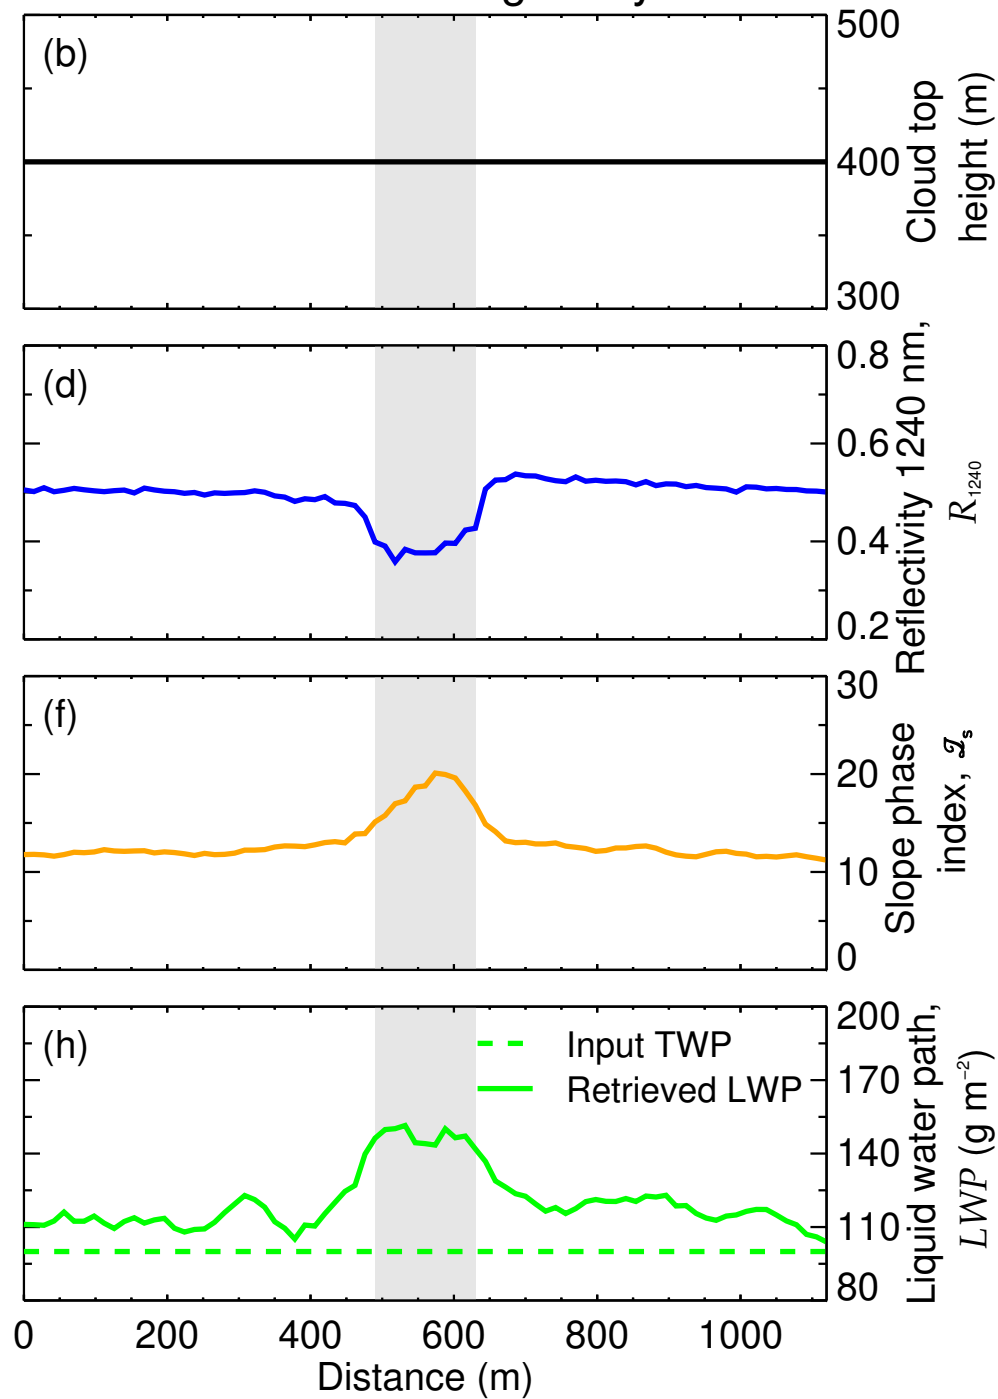 (b)
500
400
300
Cloud top
height (m)
(d)
0.8
0.6
0.4
0.2
Reflectivity 1240 nm,
R₁₂₄₀
(f)
30
20
10
0
Slope phase
index, ℐₛ
(h)
Input TWP
Retrieved LWP
200
170
140
110
80
Liquid water path,
LWP (g m⁻²)
0 200 400 600 800 1000
Distance (m)